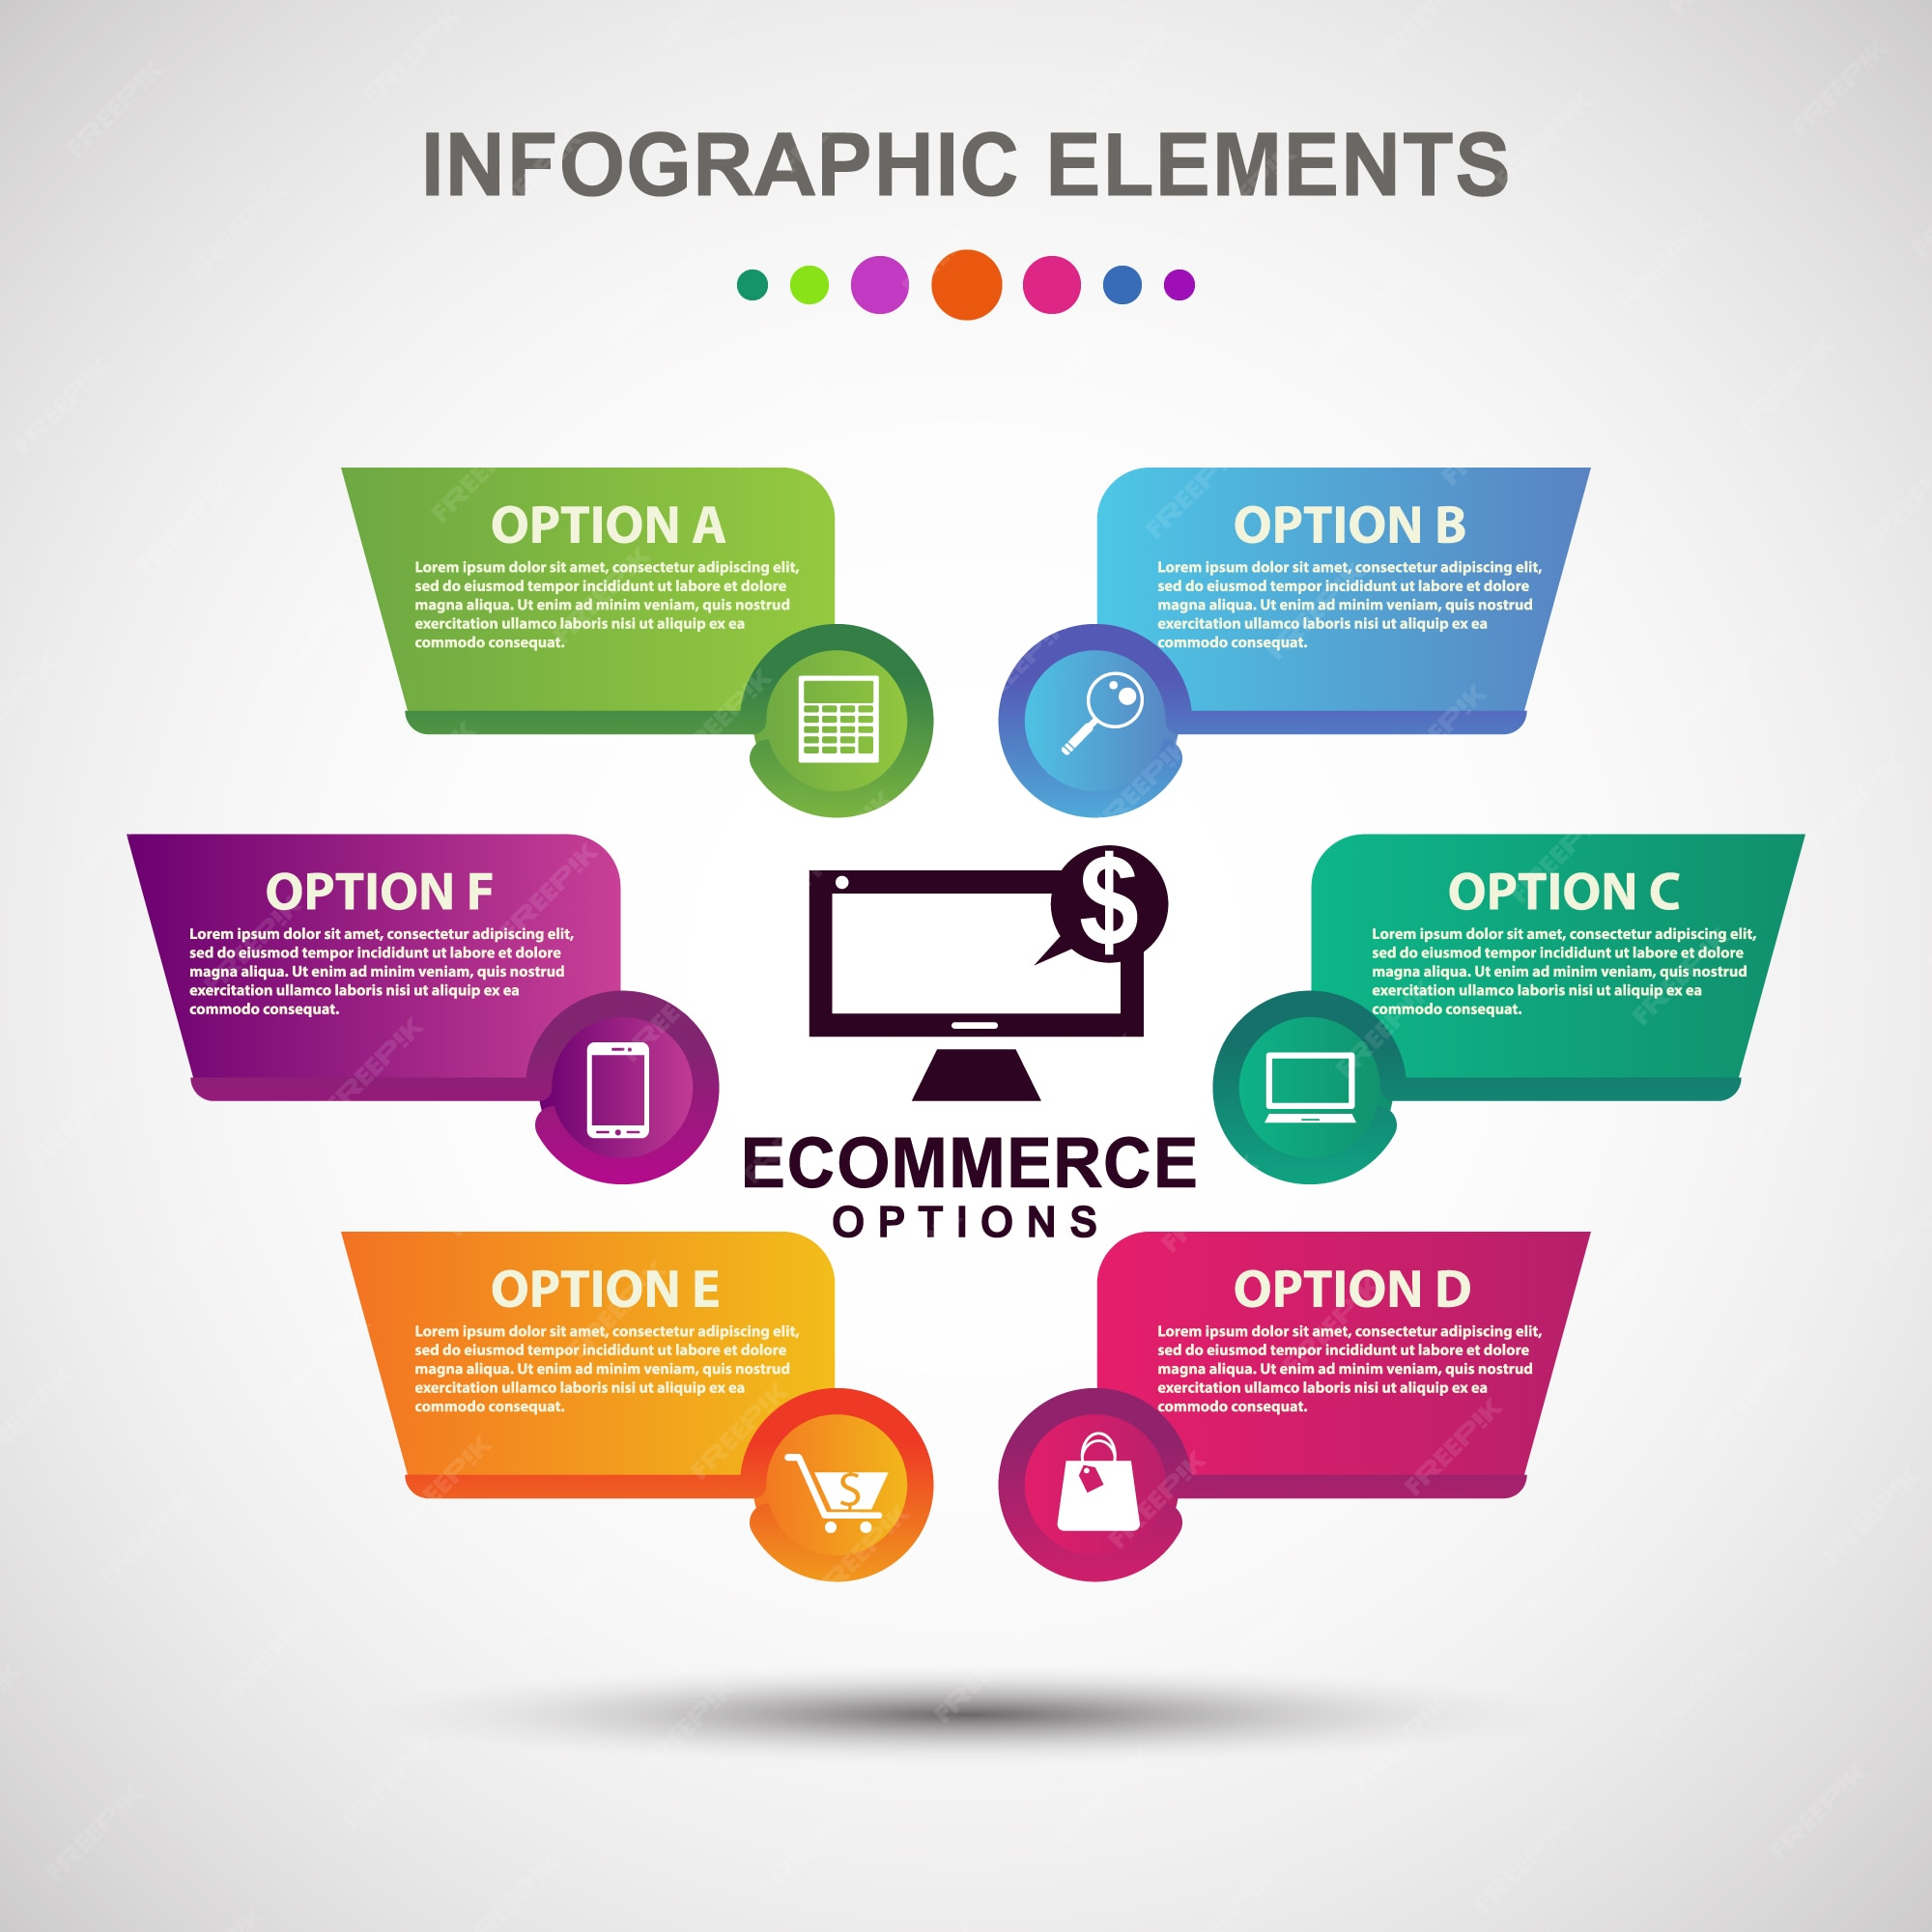 INFOGRAPHIC ELEMENTS
OPTION A
Lorem ipsum dolor sit amet, consectetur adipiscing elit,
sed do eiusmod tempor incididunt ut labore et dolore
magna aliqua. Ut enim ad minim veniam, quis nostrud
exercitation ullamco laboris nisi ut aliquip ex ea
commodo consequat.
OPTION B
Lorem ipsum dolor sit amet, consectetur adipiscing elit,
sed do eiusmod tempor incididunt ut labore et dolore
magna aliqua. Ut enim ad minim veniam, quis nostrud
exercitation ullamco laboris nisi ut aliquip ex ea
commodo consequat.
OPTION F
Lorem ipsum dolor sit amet, consectetur adipiscing elit,
sed do eiusmod tempor incididunt ut labore et dolore
magna aliqua. Ut enim ad minim veniam, quis nostrud
exercitation ullamco laboris nisi ut aliquip ex ea
commodo consequat.
$
ECOMMERCE
OPTIONS
OPTION C
Lorem ipsum dolor sit amet, consectetur adipiscing elit,
sed do eiusmod tempor incididunt ut labore et dolore
magna aliqua. Ut enim ad minim veniam, quis nostrud
exercitation ullamco laboris nisi ut aliquip ex ea
commodo consequat.
OPTION E
Lorem ipsum dolor sit amet, consectetur adipiscing elit,
sed do eiusmod tempor incididunt ut labore et dolore
magna aliqua. Ut enim ad minim veniam, quis nostrud
exercitation ullamco laboris nisi ut aliquip ex ea
commodo consequat.
$
OPTION D
Lorem ipsum dolor sit amet, consectetur adipiscing elit,
sed do eiusmod tempor incididunt ut labore et dolore
magna aliqua. Ut enim ad minim veniam, quis nostrud
exercitation ullamco laboris nisi ut aliquip ex ea
commodo consequat.
FREEPIK